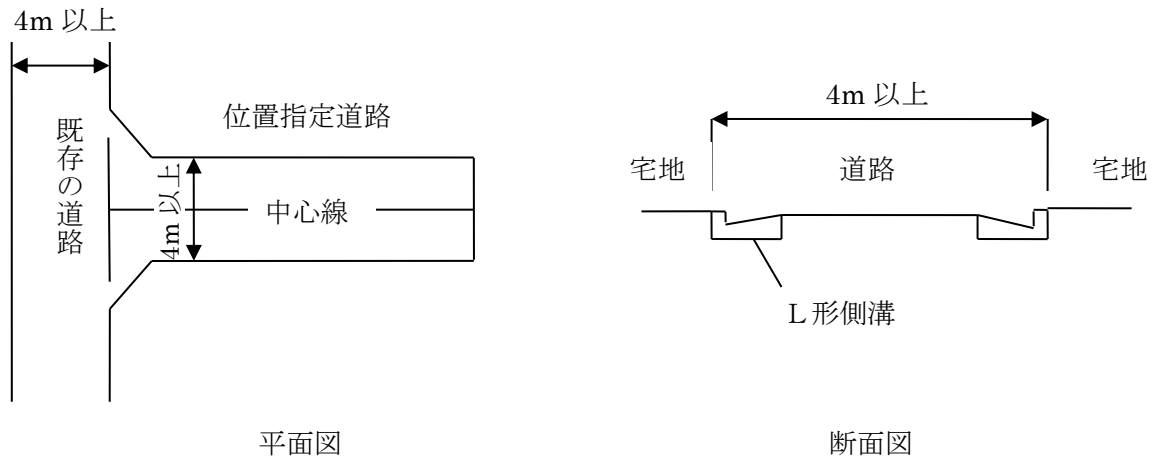 4m 以上
既存の道路
位置指定道路
4m 以上
中心線
平面図
4m 以上
宅地
道路
宅地
L形側溝
断面図